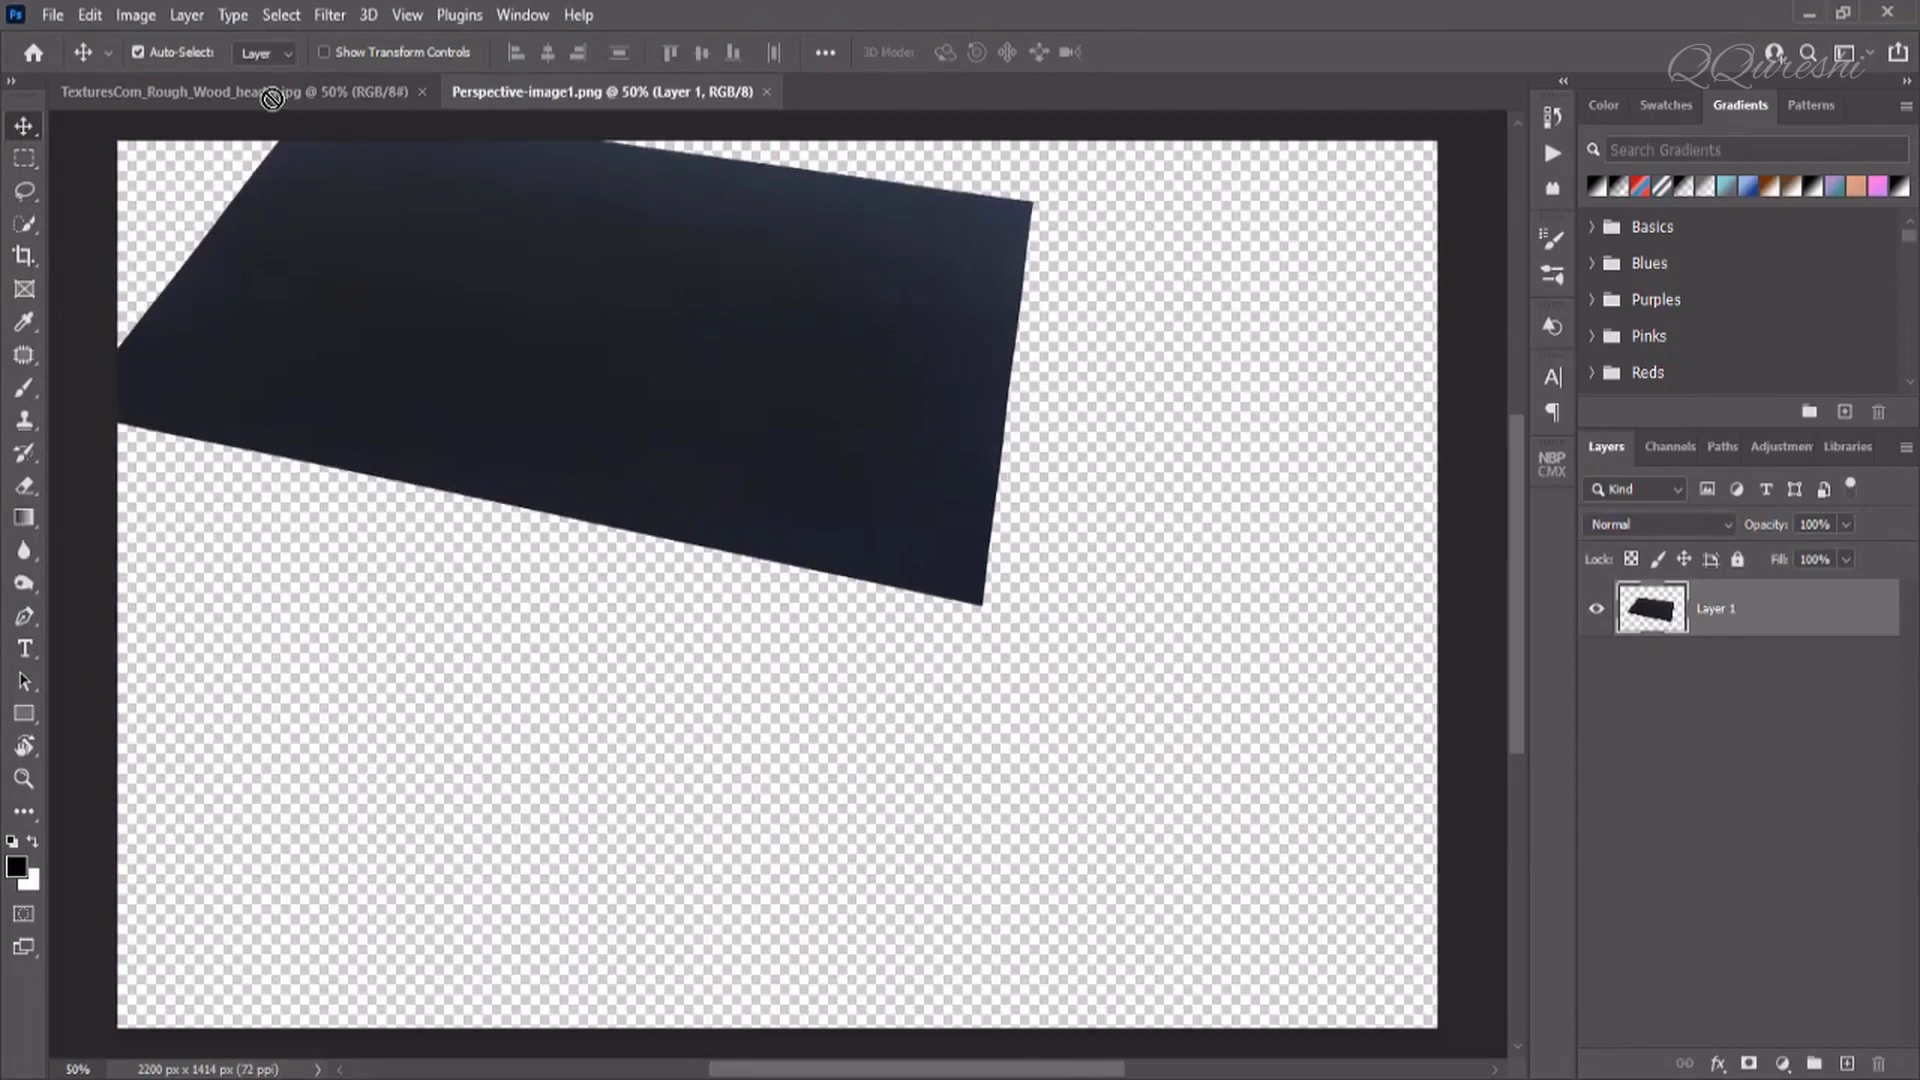 Ps File Edit Image Layer Type Select Filter 3D View Plugins Window Help
Auto-Select: Layer Show Transform Controls 3D Mode:
QQureshi
TexturesCom_Rough_Wood_head @ 50% (RGB/8#) × Perspective-image1.png @ 50% (Layer 1, RGB/8) ×
Color Swatches Gradients Patterns
Search Gradients
Basics
Blues
Purples
Pinks
Reds
NBP
CMX
Layers Channels Paths Adjustmen Libraries
Kind
Normal Opacity: 100%
Lock: Fill: 100%
Layer 1
50% 2200 px x 1414 px (72 ppi)